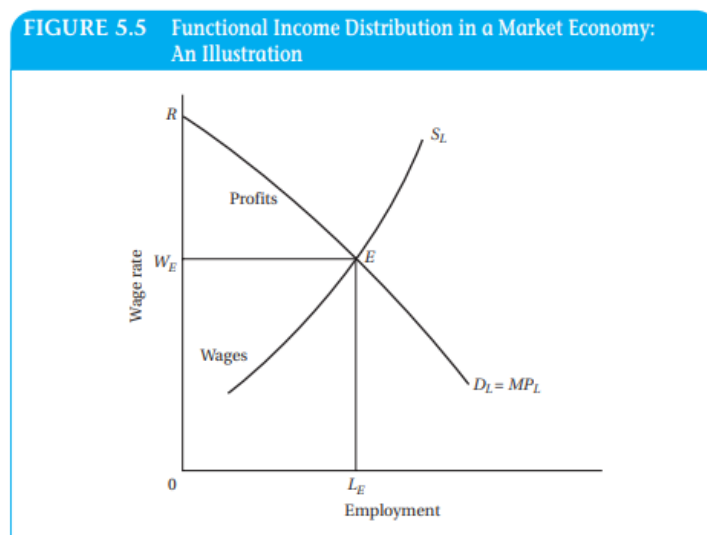 FIGURE 5.5 Functional Income Distribution in a Market Economy:
An Illustration
R
S_L
Profits
W_E
E
Wage rate
Wages
D_L = MP_L
0
L_E
Employment